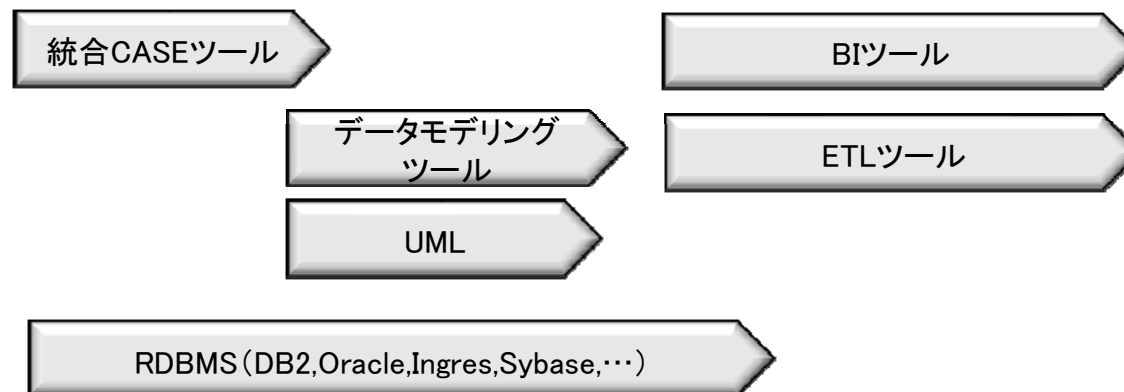 統合CASEツール
BIツール
データモデリング
ツール
ETLツール
UML
RDBMS(DB2,Oracle,Ingres,Sybase,…)